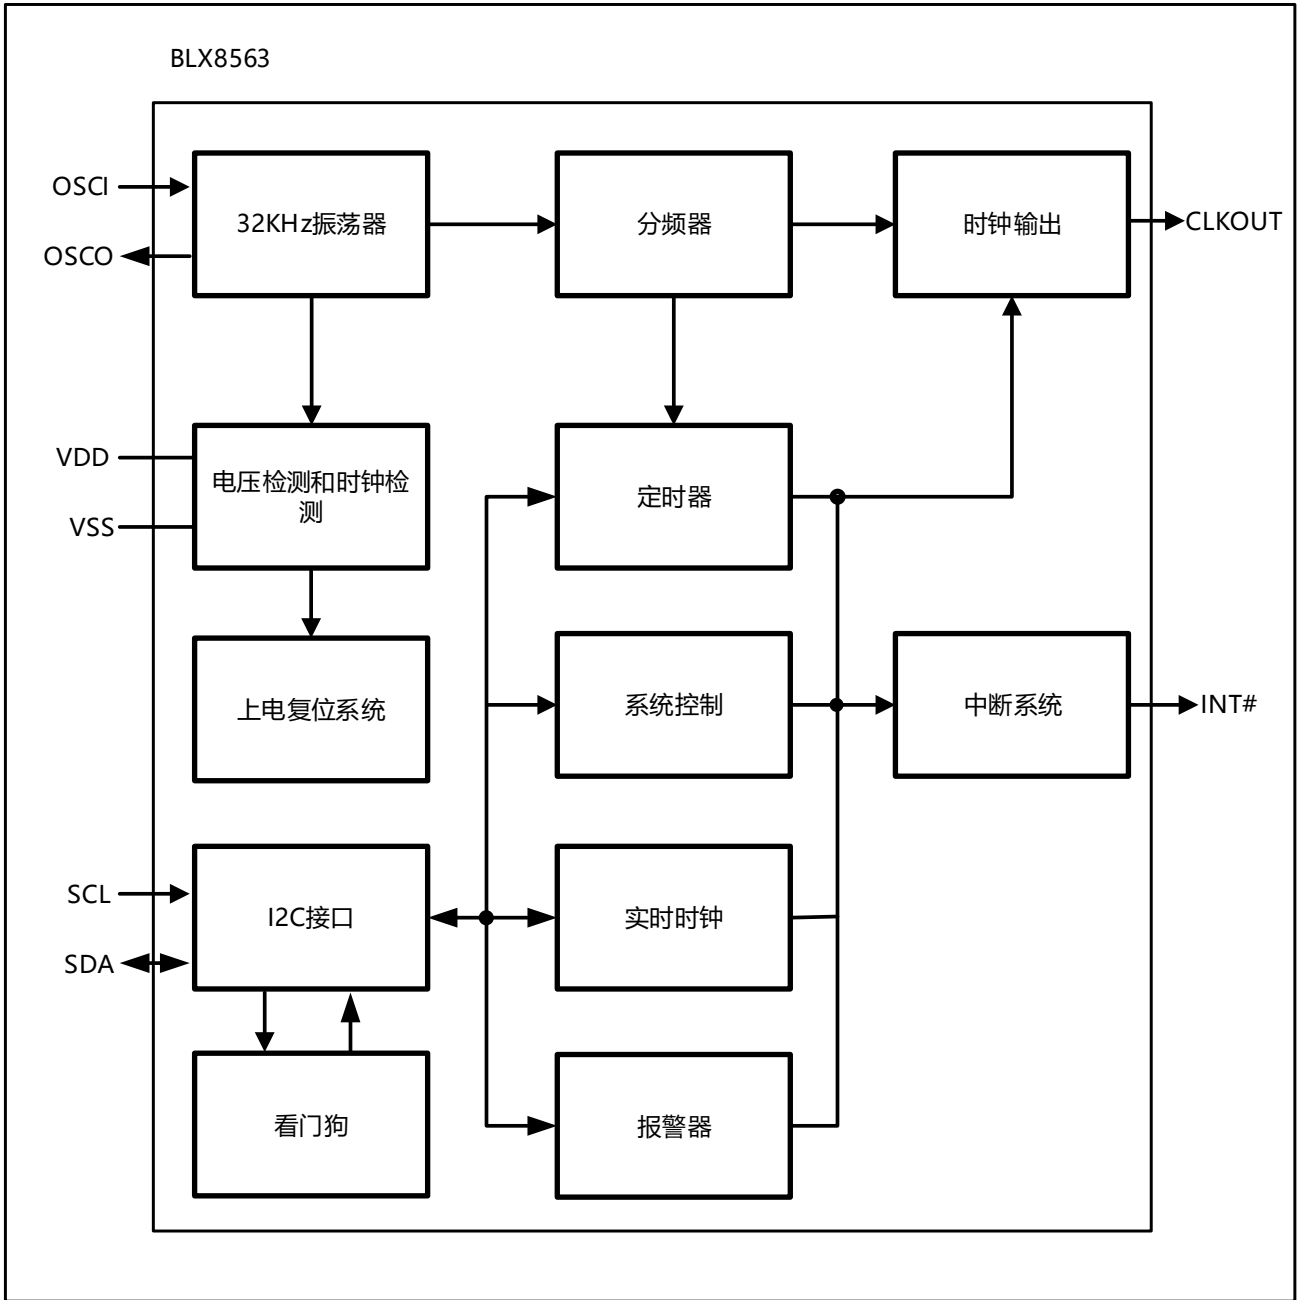 BLX8563
OSCI
32KHz振荡器
分频器
时钟输出
CLKOUT
OSCO
VDD
电压检测和时钟检
测
定时器
VSS
上电复位系统
系统控制
中断系统
INT#
SCL
I2C接口
实时时钟
SDA
看门狗
报警器